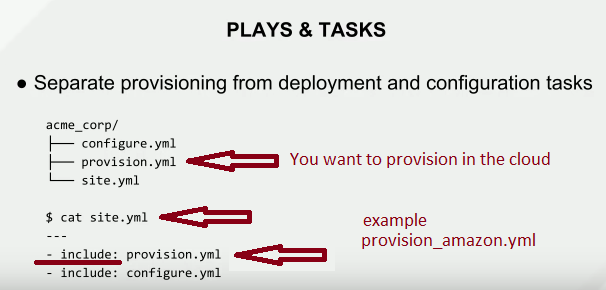 PLAYS & TASKS
● Separate provisioning from deployment and configuration tasks
acme_corp/
├── configure.yml
├── provision.yml
└── site.yml
You want to provision in the cloud
$ cat site.yml
---
- include: provision.yml
- include: configure.yml
example
provision_amazon.yml